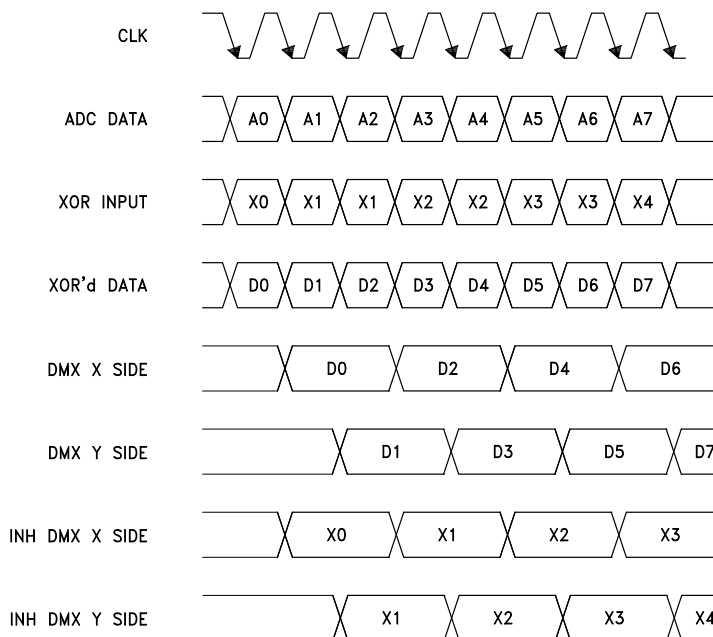 CLK
ADC DATA A0 A1 A2 A3 A4 A5 A6 A7
XOR INPUT X0 X1 X1 X2 X2 X3 X3 X4
XOR'd DATA D0 D1 D2 D3 D4 D5 D6 D7
DMX X SIDE D0 D2 D4 D6
DMX Y SIDE D1 D3 D5 D7
INH DMX X SIDE X0 X1 X2 X3
INH DMX Y SIDE X1 X2 X3 X4